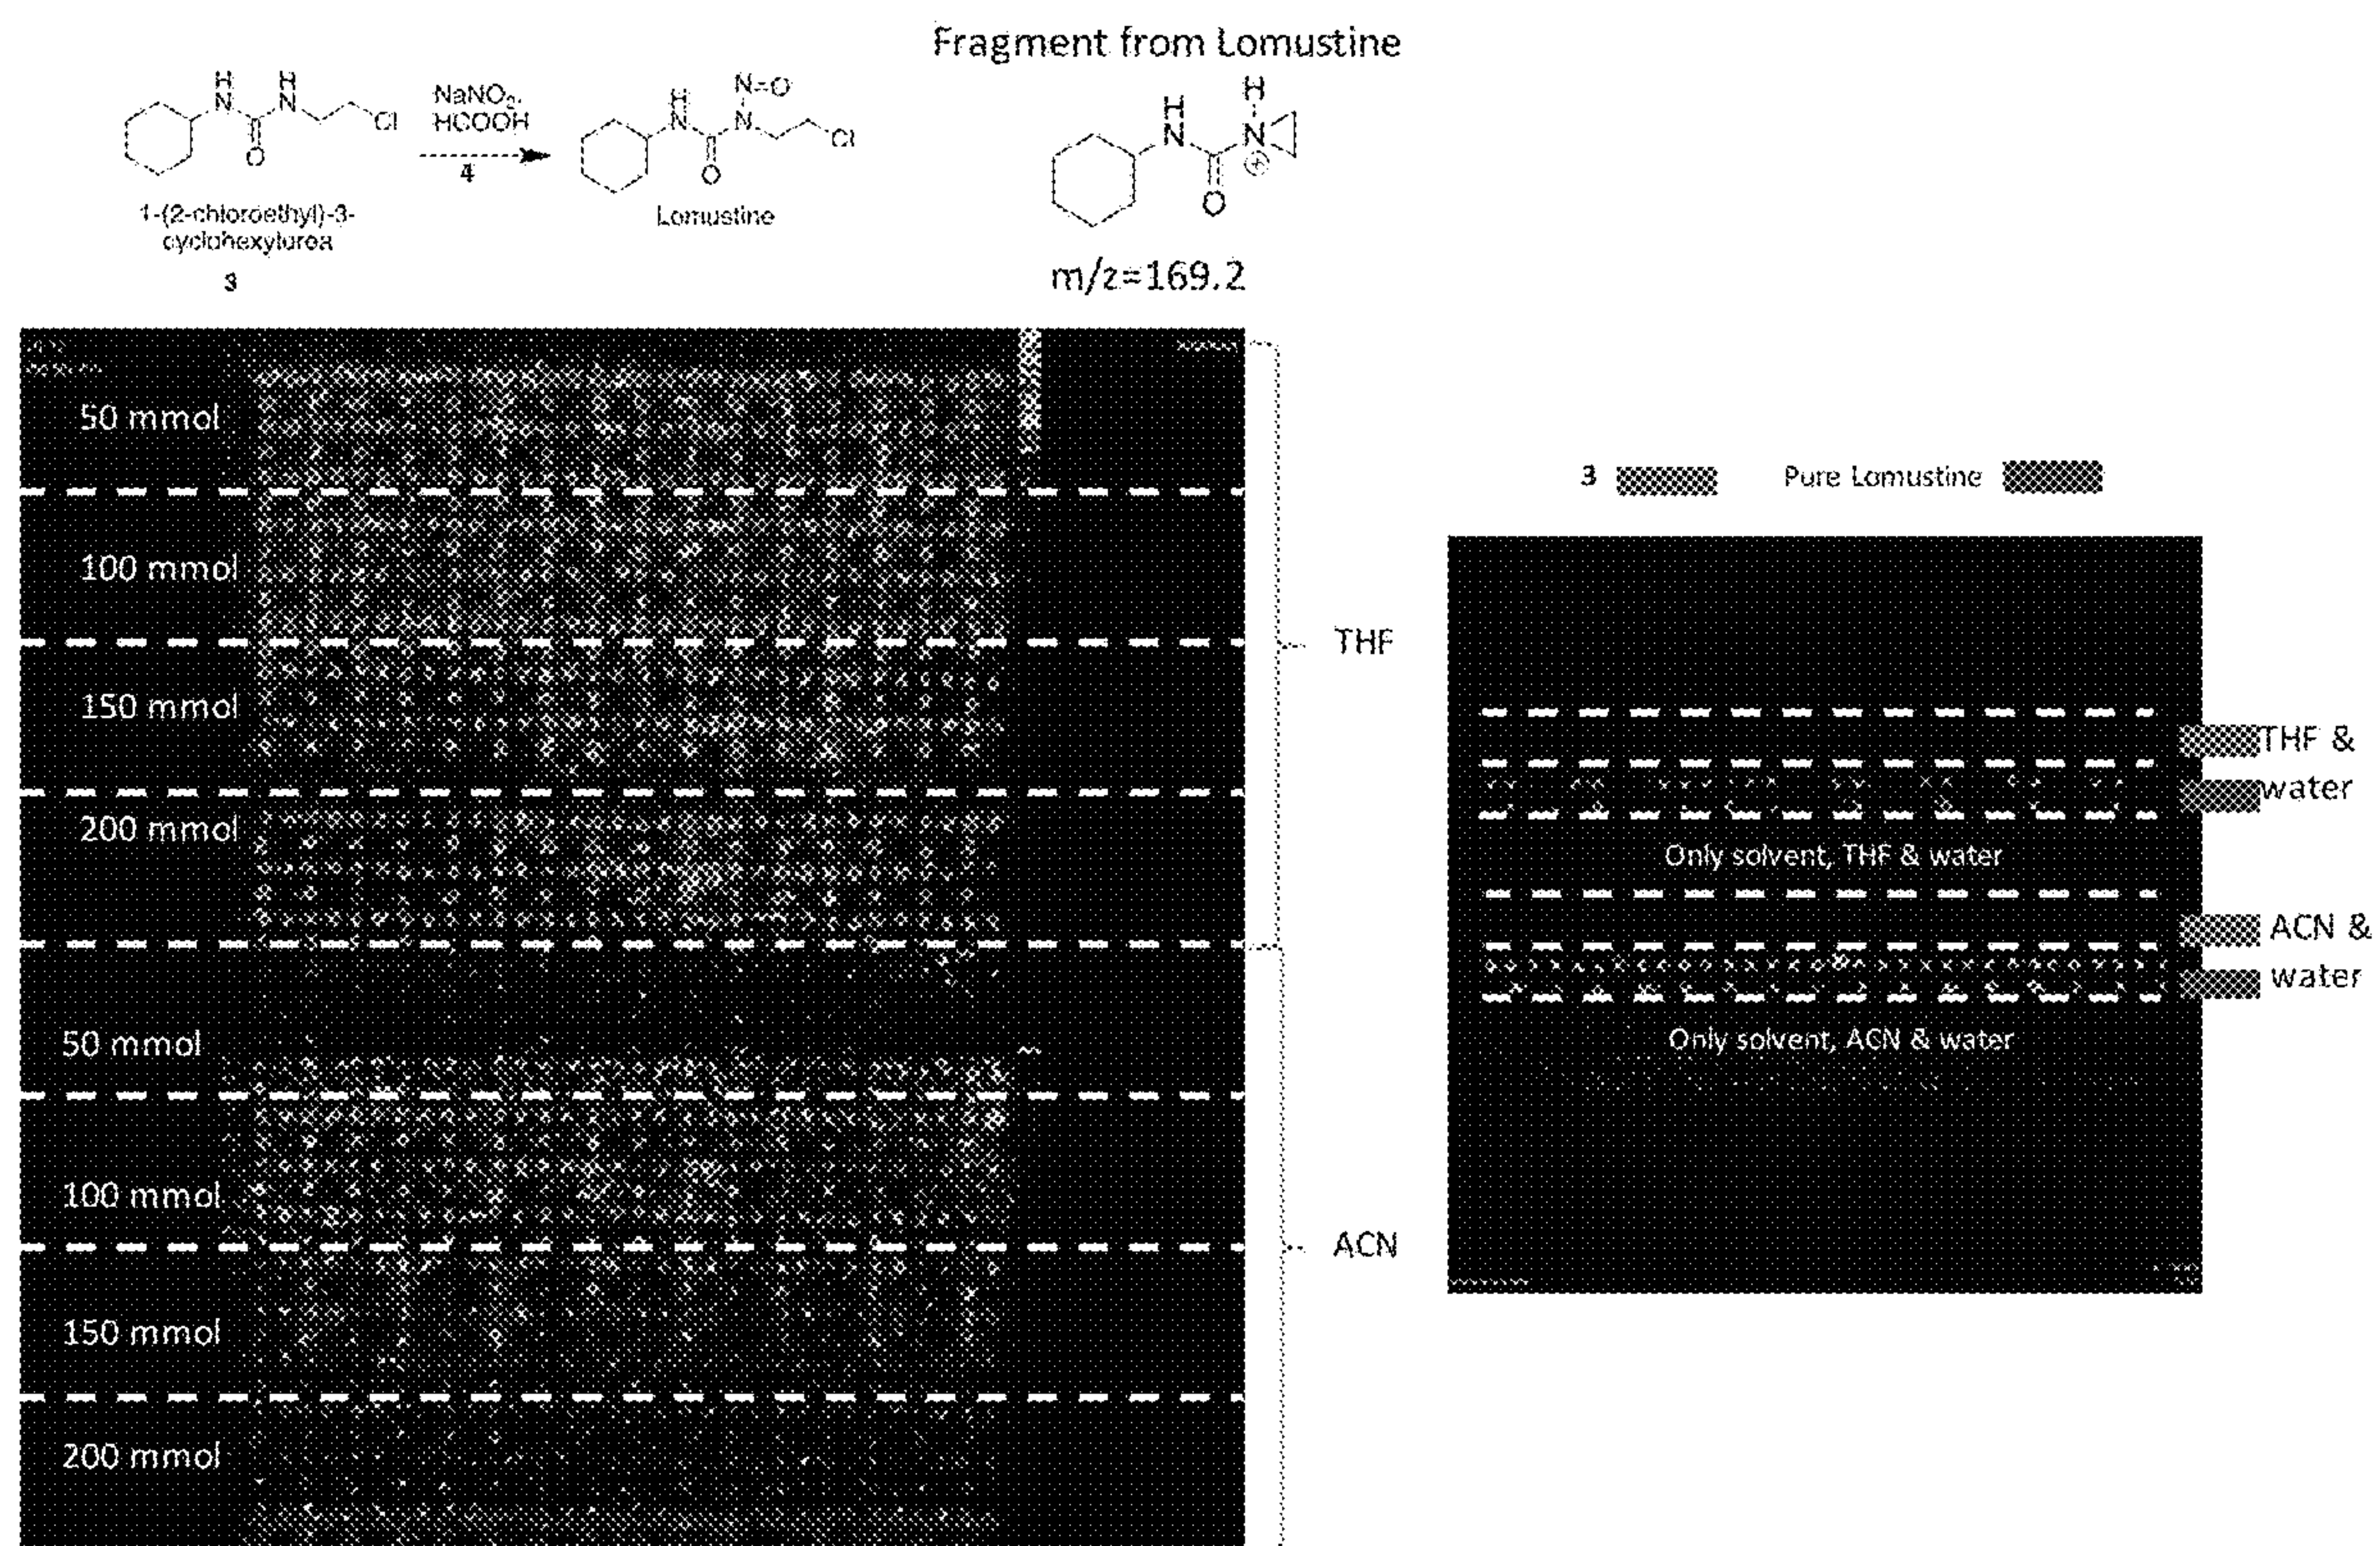 Fragment from Lomustine
H
N
H
N
Cl
O
NaNO2,
HCOOH
4
H
N
N=O
N
Cl
O
H
N
H
N
⊕
O
1-(2-chloroethyl)-3-
cyclohexylurea
3
Lomustine
m/z=169.2
50 mmol
100 mmol
150 mmol
200 mmol
THF
50 mmol
100 mmol
150 mmol
200 mmol
ACN
3
Pure Lomustine
THF &
water
Only solvent, THF & water
ACN &
water
Only solvent, ACN & water